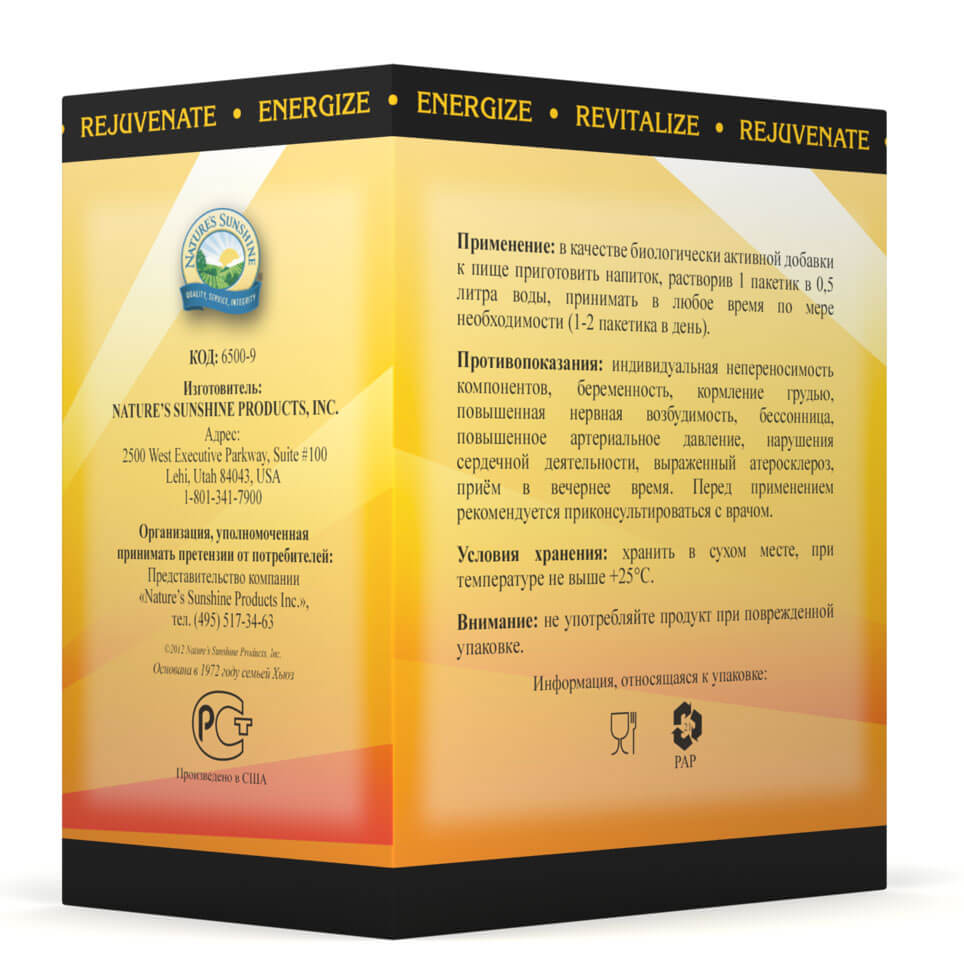 REJUVENATE • ENERGIZE • ENERGIZE • REVITALIZE • REJUVENATE
NATURE'S SUNSHINE
QUALITY, SERVICE, INTEGRITY
КОД: 6500-9
Изготовитель:
NATURE'S SUNSHINE PRODUCTS, INC.
Адрес:
2500 West Executive Parkway, Suite #100
Lehi, Utah 84043, USA
1-801-341-7900
Организация, уполномоченная
принимать претензии от потребителей:
Представительство компании
«Nature's Sunshine Products Inc.»,
тел. (495) 517-34-63
©2012 Nature's Sunshine Products, Inc.
Основана в 1972 году семьей Хьюз
РСТ
Произведено в США
Применение: в качестве биологически активной добавки
к пище приготовить напиток, растворив 1 пакетик в 0,5
литра воды, принимать в любое время по мере
необходимости (1-2 пакетика в день).
Противопоказания: индивидуальная непереносимость
компонентов, беременность, кормление грудью,
повышенная нервная возбудимость, бессонница,
повышенное артериальное давление, нарушения
сердечной деятельности, выраженный атеросклероз,
приём в вечернее время. Перед применением
рекомендуется приконсультироваться с врачом.
Условия хранения: хранить в сухом месте, при
температуре не выше +25°C.
Внимание: не употребляйте продукт при поврежденной
упаковке.
Информация, относящаяся к упаковке:
21
PAP